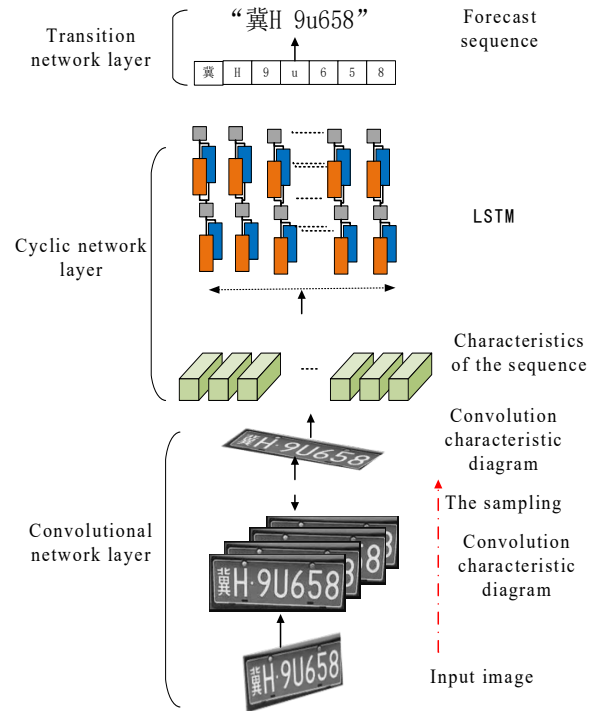 Transition
network layer
“冀H 9u658”
Forecast
sequence
冀 H 9 u 6 5 8
Cyclic network
layer
LSTM
Characteristics
of the sequence
Convolutional
network layer
冀H·9U658
Convolution
characteristic
diagram
The sampling
冀H·9U658
8
Convolution
characteristic
diagram
冀H·9U658
Input image